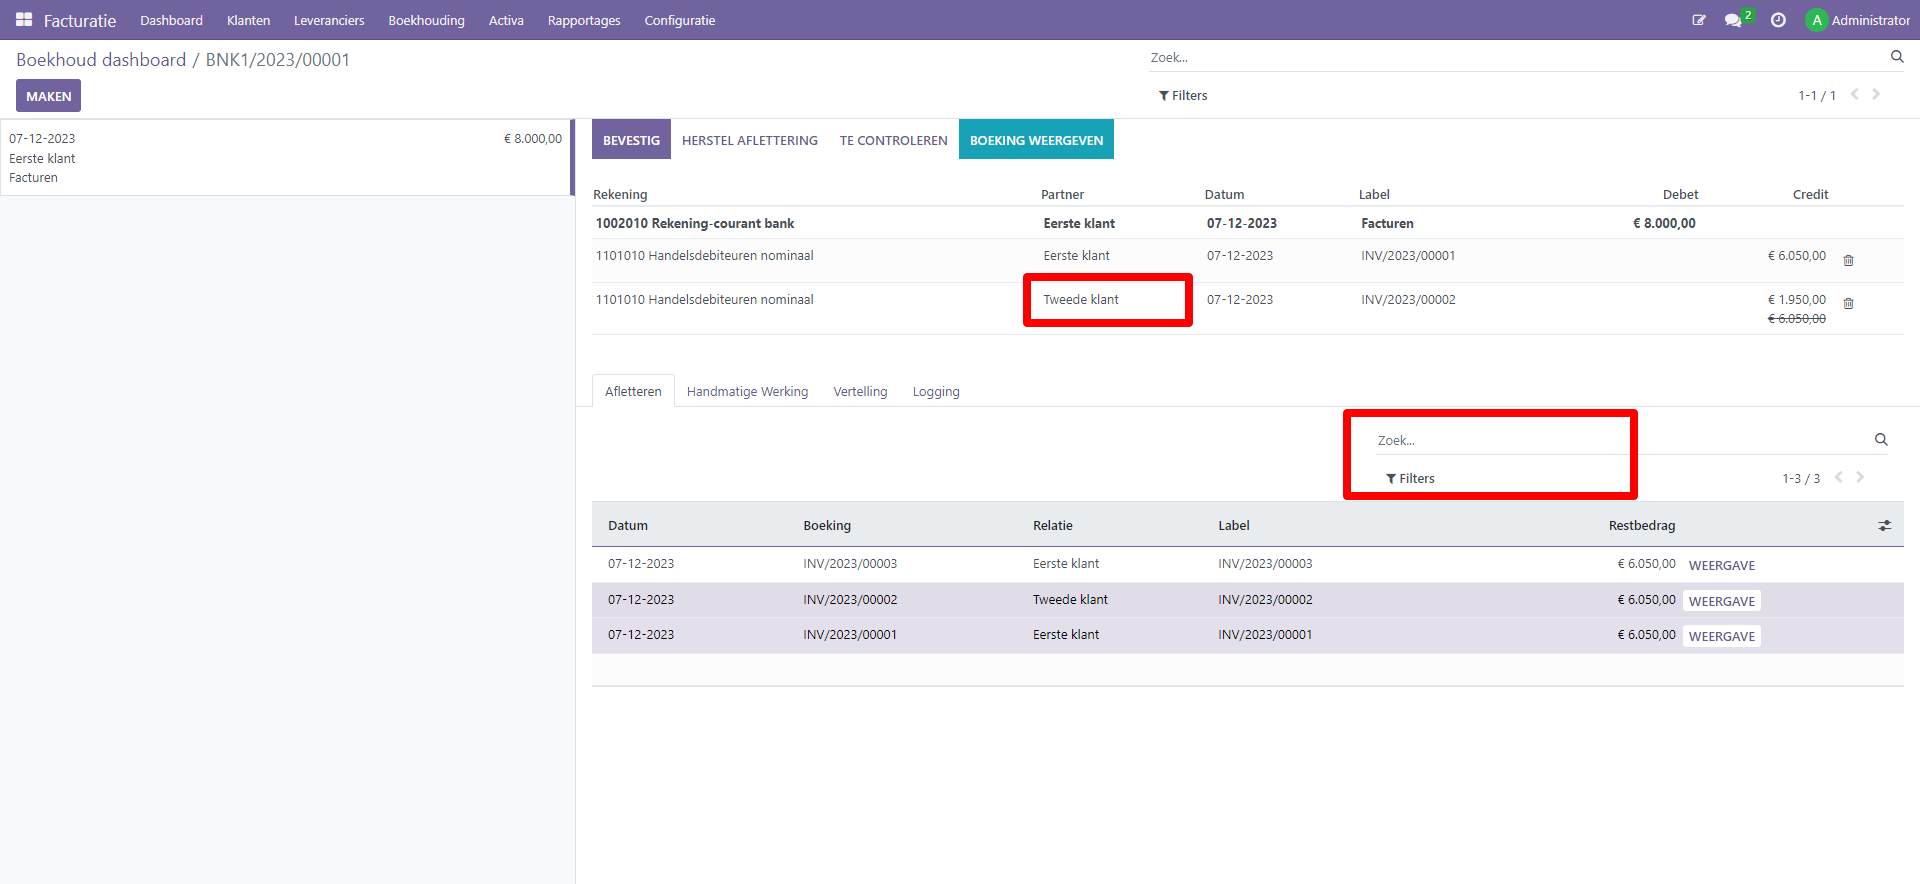 Facturatie Dashboard Klanten Leveranciers Boekhouding Activa Rapportages Configuratie 2 A Administrator
Boekhoud dashboard / BNK1/2023/00001
Zoek...
MAKEN
Filters
1-1 / 1
07-12-2023 € 8.000,00
Eerste klant
Facturen
BEVESTIG HERSTEL AFLETTERING TE CONTROLEREN BOEKING WEERGEVEN
Rekening Partner Datum Label Debet Credit
1002010 Rekening-courant bank Eerste klant 07-12-2023 Facturen € 8.000,00
1101010 Handelsdebiteuren nominaal Eerste klant 07-12-2023 INV/2023/00001 € 6.050,00
1101010 Handelsdebiteuren nominaal Tweede klant 07-12-2023 INV/2023/00002 € 1.950,00
€ 6.050,00
Afletteren Handmatige Werking Vertelling Logging
Zoek...
Filters
1-3 / 3
Datum Boeking Relatie Label Restbedrag
07-12-2023 INV/2023/00003 Eerste klant INV/2023/00003 € 6.050,00 WEERGAVE
07-12-2023 INV/2023/00002 Tweede klant INV/2023/00002 € 6.050,00 WEERGAVE
07-12-2023 INV/2023/00001 Eerste klant INV/2023/00001 € 6.050,00 WEERGAVE